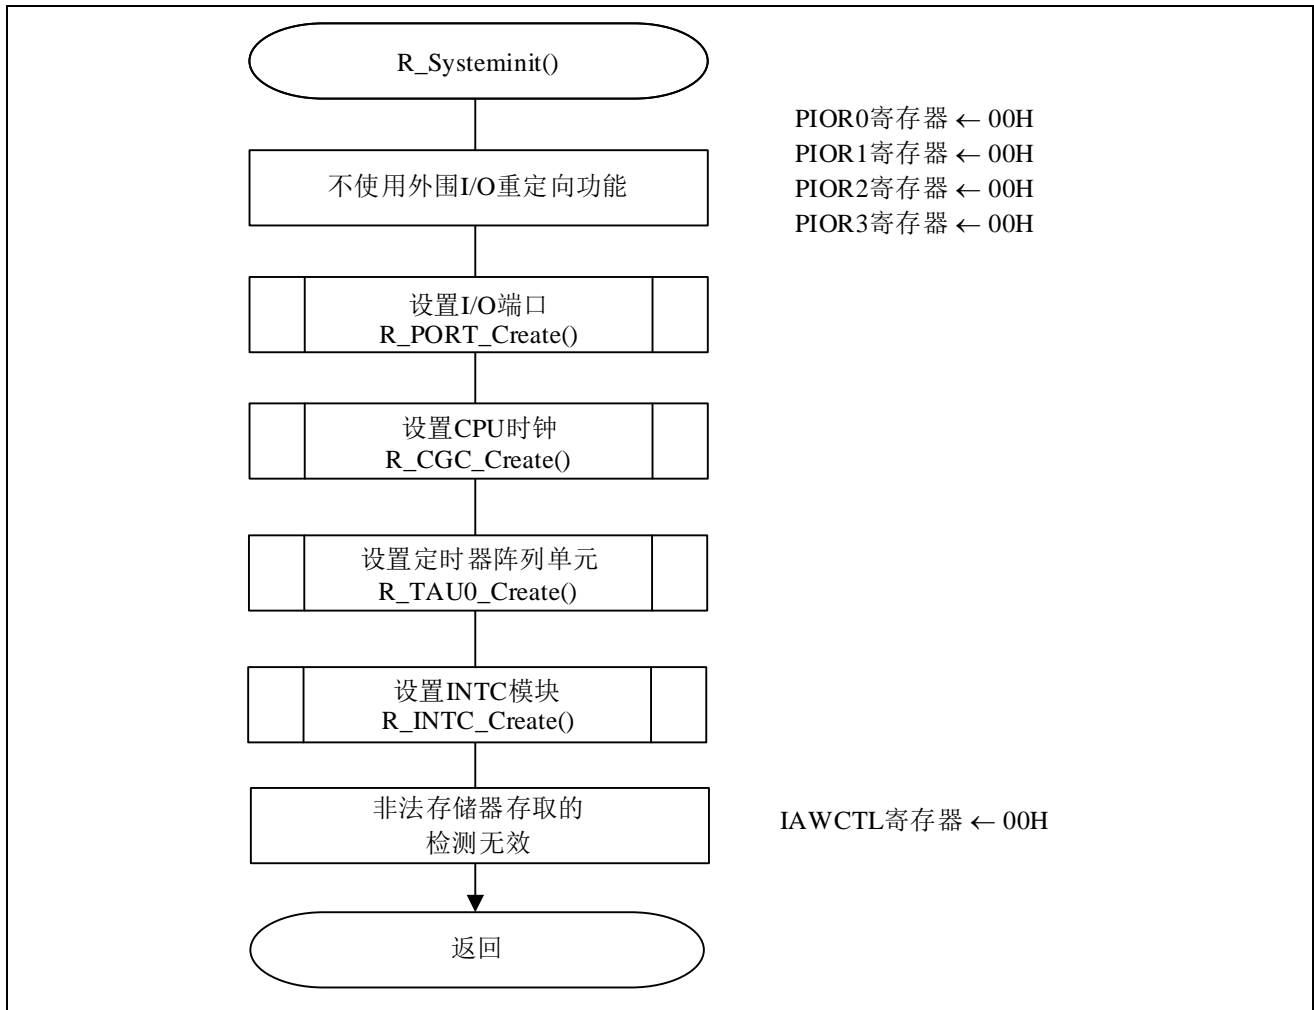 R_Systeminit()
PIOR0寄存器 ← 00H
PIOR1寄存器 ← 00H
PIOR2寄存器 ← 00H
PIOR3寄存器 ← 00H
不使用外围I/O重定向功能
设置I/O端口
R_PORT_Create()
设置CPU时钟
R_CGC_Create()
设置定时器阵列单元
R_TAU0_Create()
设置INTC模块
R_INTC_Create()
非法存储器存取的
检测无效
IAWCTL寄存器 ← 00H
返回